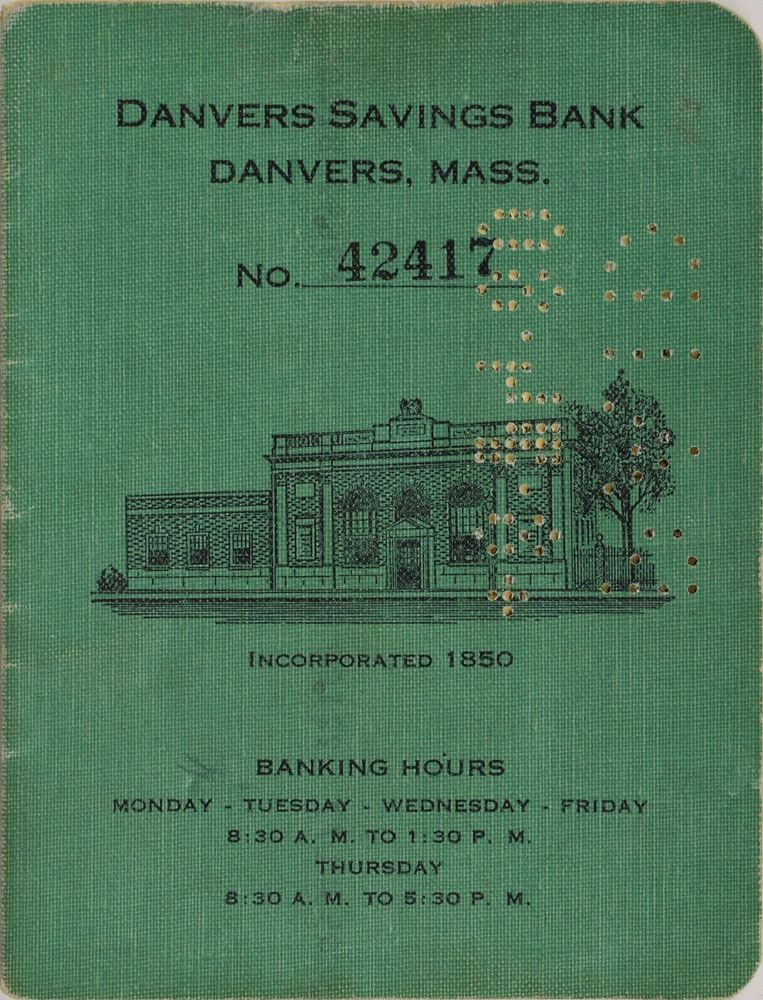 DANVERS SAVINGS BANK
DANVERS, MASS.
No. 42417
INCORPORATED 1850
BANKING HOURS
MONDAY - TUESDAY - WEDNESDAY - FRIDAY
8:30 A. M. TO 1:30 P. M.
THURSDAY
8:30 A. M. TO 5:30 P. M.